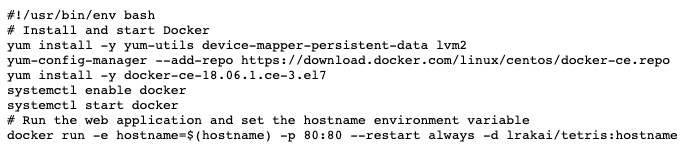 #!/usr/bin/env bash
# Install and start Docker
yum install -y yum-utils device-mapper-persistent-data lvm2
yum-config-manager --add-repo https://download.docker.com/linux/centos/docker-ce.repo
yum install -y docker-ce-18.06.1.ce-3.el7
systemctl enable docker
systemctl start docker
# Run the web application and set the hostname environment variable
docker run -e hostname=$(hostname) -p 80:80 --restart always -d lrakai/tetris:hostname